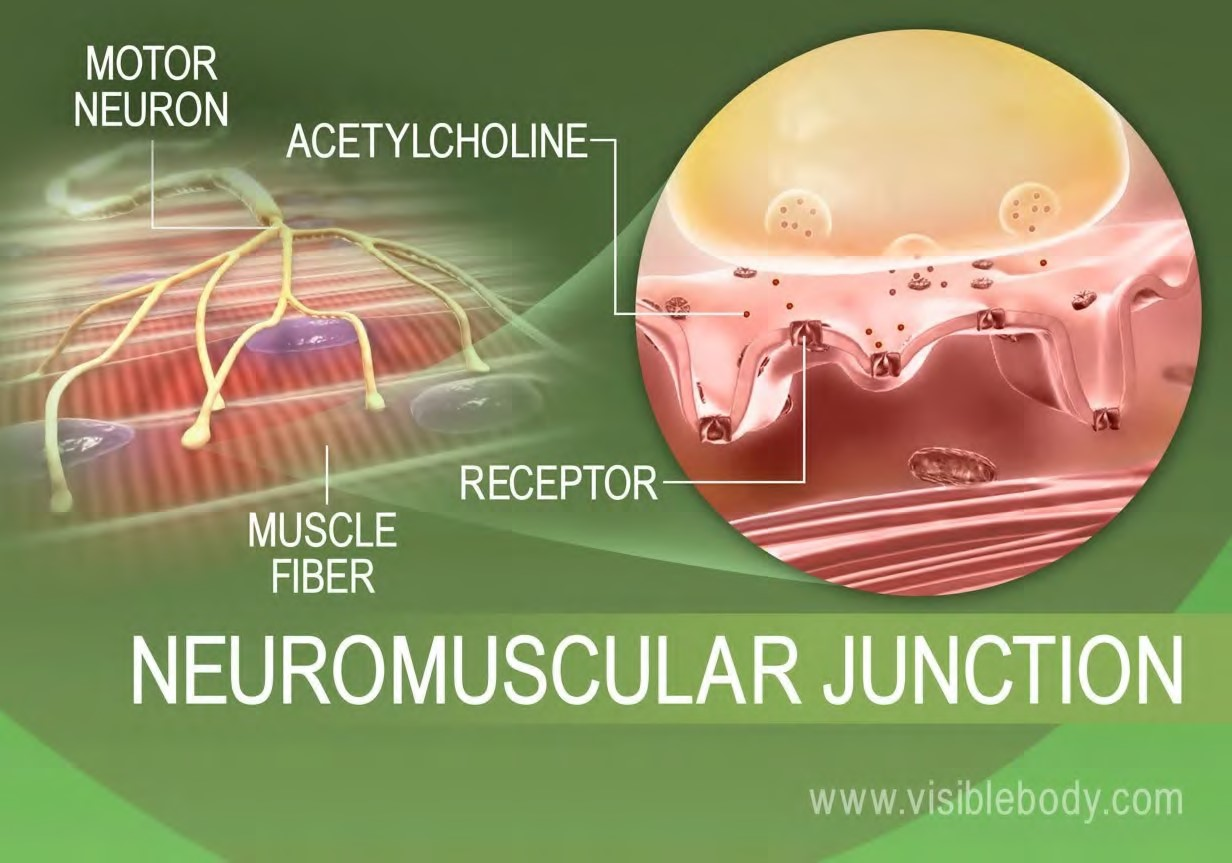 MOTOR
NEURON
ACETYLCHOLINE
RECEPTOR
MUSCLE
FIBER
NEUROMUSCULAR JUNCTION
www.visiblebody.com